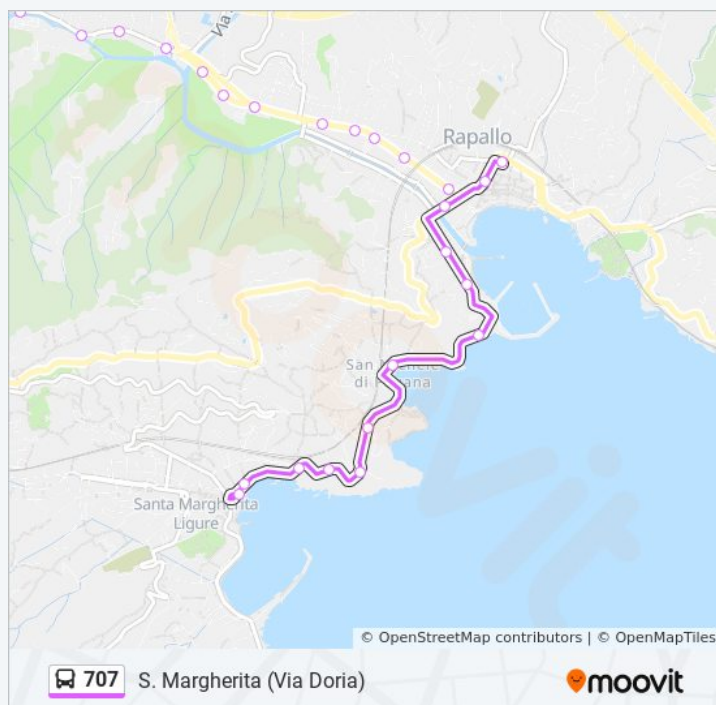 Via
Rapallo
San Michele
di Pagana
Santa Margherita
Ligure
© OpenStreetMap contributors | © OpenMapTiles
707 S. Margherita (Via Doria)
moovit